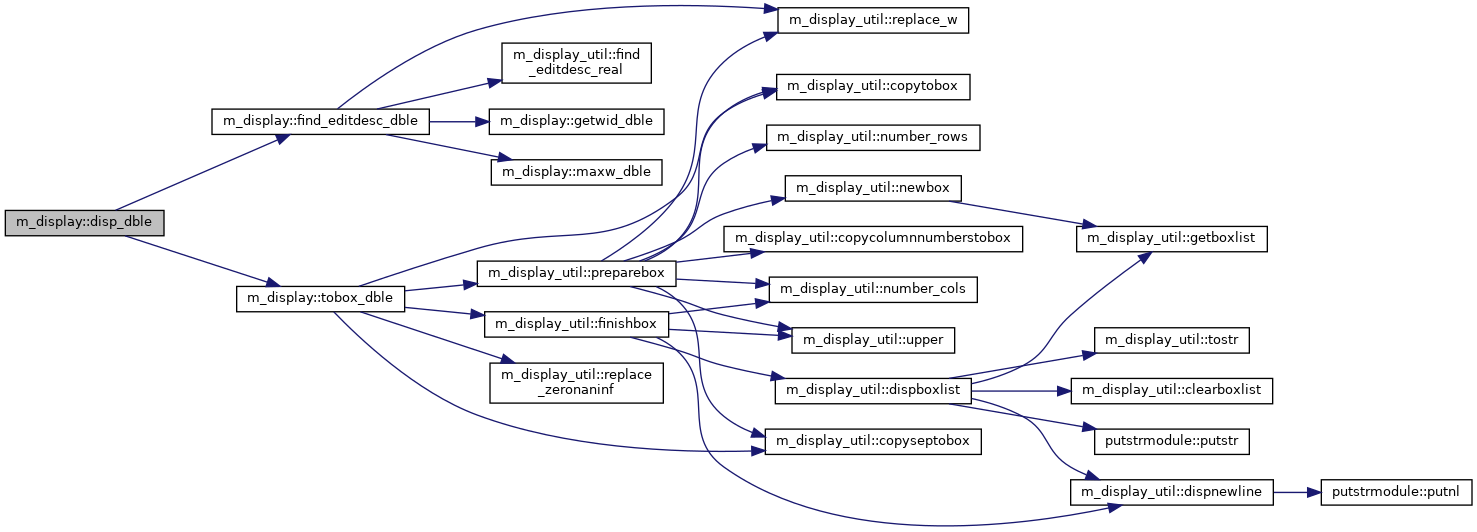 m_display_util::replace_w
m_display_util::find
_editdesc_real
m_display_util::copytobox
m_display::find_editdesc_dble
m_display::getwid_dble
m_display_util::number_rows
m_display::maxw_dble
m_display_util::newbox
m_display::disp_dble
m_display_util::copycolumnnumberstobox
m_display_util::getboxlist
m_display_util::preparebox
m_display_util::number_cols
m_display::tobox_dble
m_display_util::finishbox
m_display_util::upper
m_display_util::tostr
m_display_util::replace
_zeronaninf
m_display_util::dispboxlist
m_display_util::clearboxlist
m_display_util::copyseptobox
putstrmodule::putstr
m_display_util::dispnewline
putstrmodule::putnl